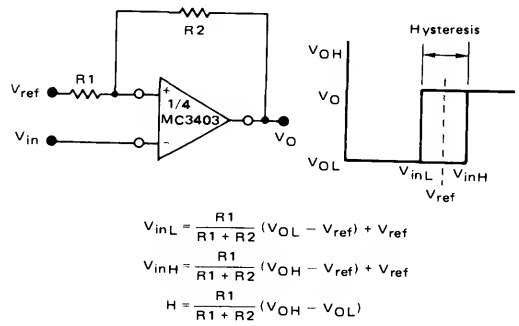 R2
Hysteresis
R1
Vref
+
1/4
MC3403
Vin
−
VO
VOH
VO
VOL
VinL
VinH
Vref
VinL = R1 / (R1 + R2) (VOL − Vref) + Vref
VinH = R1 / (R1 + R2) (VOH − Vref) + Vref
H = R1 / (R1 + R2) (VOH − VOL)